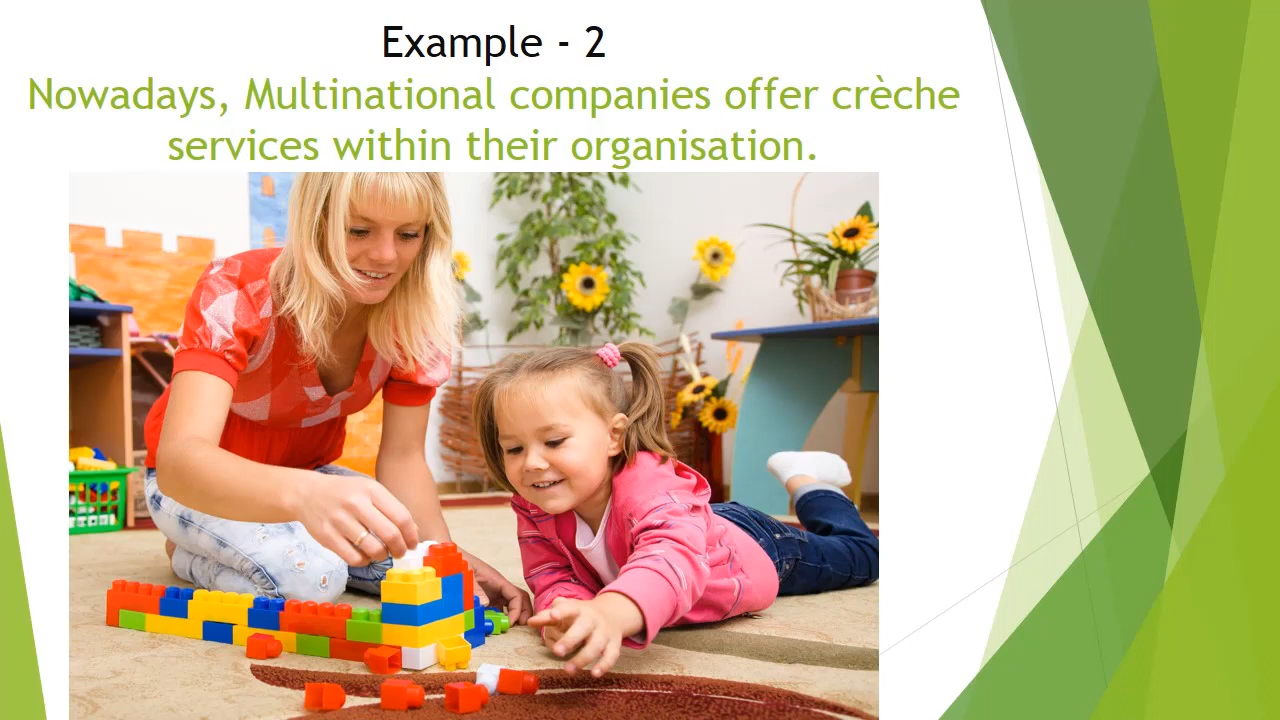 Example - 2
Nowadays, Multinational companies offer crèche
services within their organisation.